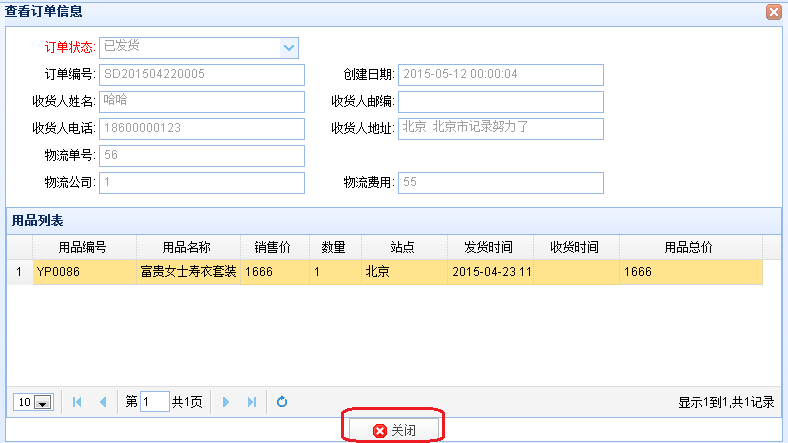 查看订单信息
订单状态: 已发货
订单编号: SD201504220005 创建日期: 2015-05-12 00:00:04
收货人姓名: 哈哈 收货人邮编:
收货人电话: 18600000123 收货人地址: 北京 北京市记录努力了
物流单号: 56
物流公司: 1 物流费用: 55
用品列表
用品编号 用品名称 销售价 数量 站点 发货时间 收货时间 用品总价
1 YP0086 富贵女士寿衣套装 1666 1 北京 2015-04-23 11 1666
10 第 1 共1页 显示1到1,共1记录
关闭